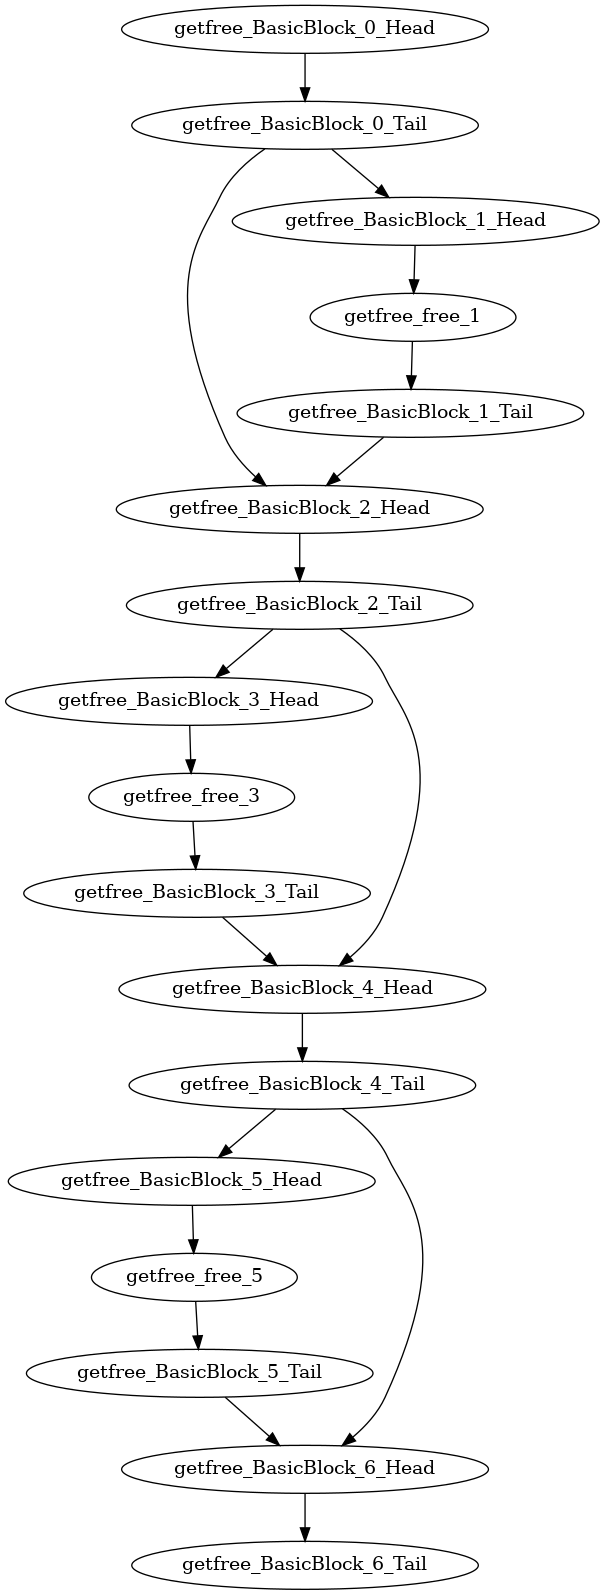 getfree_BasicBlock_0_Head
getfree_BasicBlock_0_Tail
getfree_BasicBlock_1_Head
getfree_free_1
getfree_BasicBlock_1_Tail
getfree_BasicBlock_2_Head
getfree_BasicBlock_2_Tail
getfree_BasicBlock_3_Head
getfree_free_3
getfree_BasicBlock_3_Tail
getfree_BasicBlock_4_Head
getfree_BasicBlock_4_Tail
getfree_BasicBlock_5_Head
getfree_free_5
getfree_BasicBlock_5_Tail
getfree_BasicBlock_6_Head
getfree_BasicBlock_6_Tail